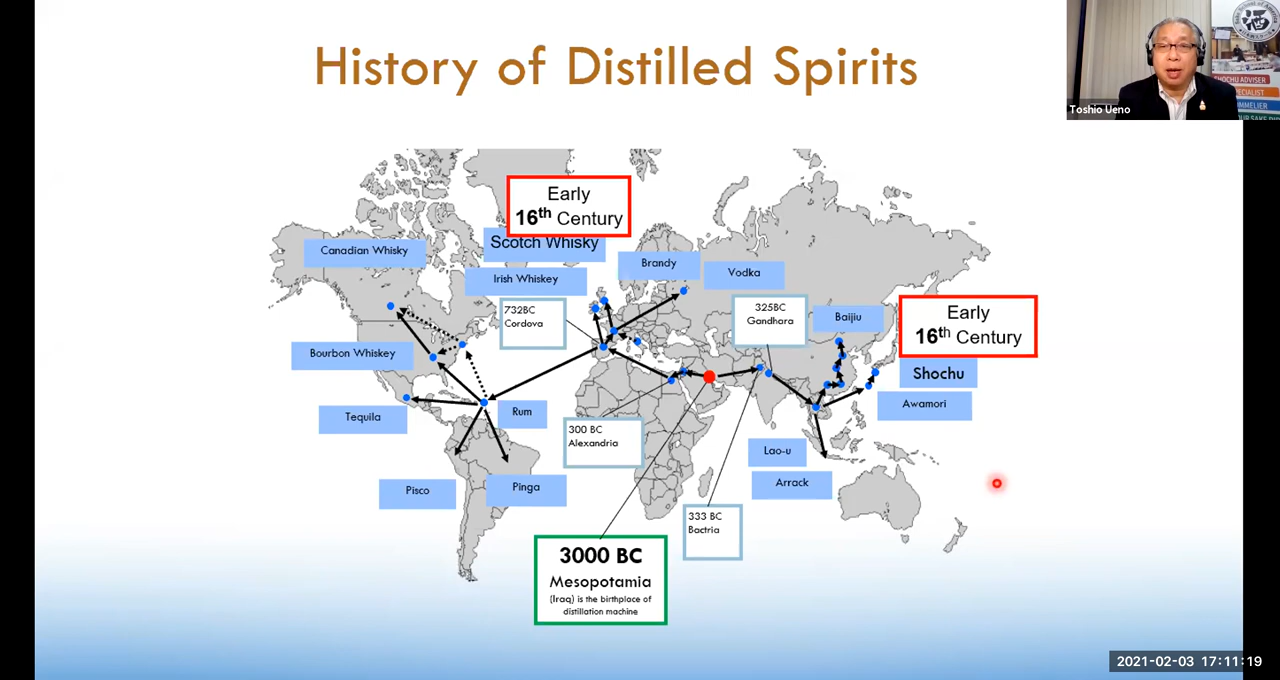 History of Distilled Spirits
Toshio Ueno
Early
16th Century
Scotch Whisky
Canadian Whisky
Irish Whiskey
Brandy
Vodka
732BC
Cordova
325BC
Gandhara
Baijiu
Early
16th Century
Shochu
Awamori
Bourbon Whiskey
Tequila
Rum
300 BC
Alexandria
Lao-u
Arrack
Pisco
Pinga
333 BC
Bactria
3000 BC
Mesopotamia
(Iraq) is the birthplace of
distillation machine
2021-02-03 17:11:19